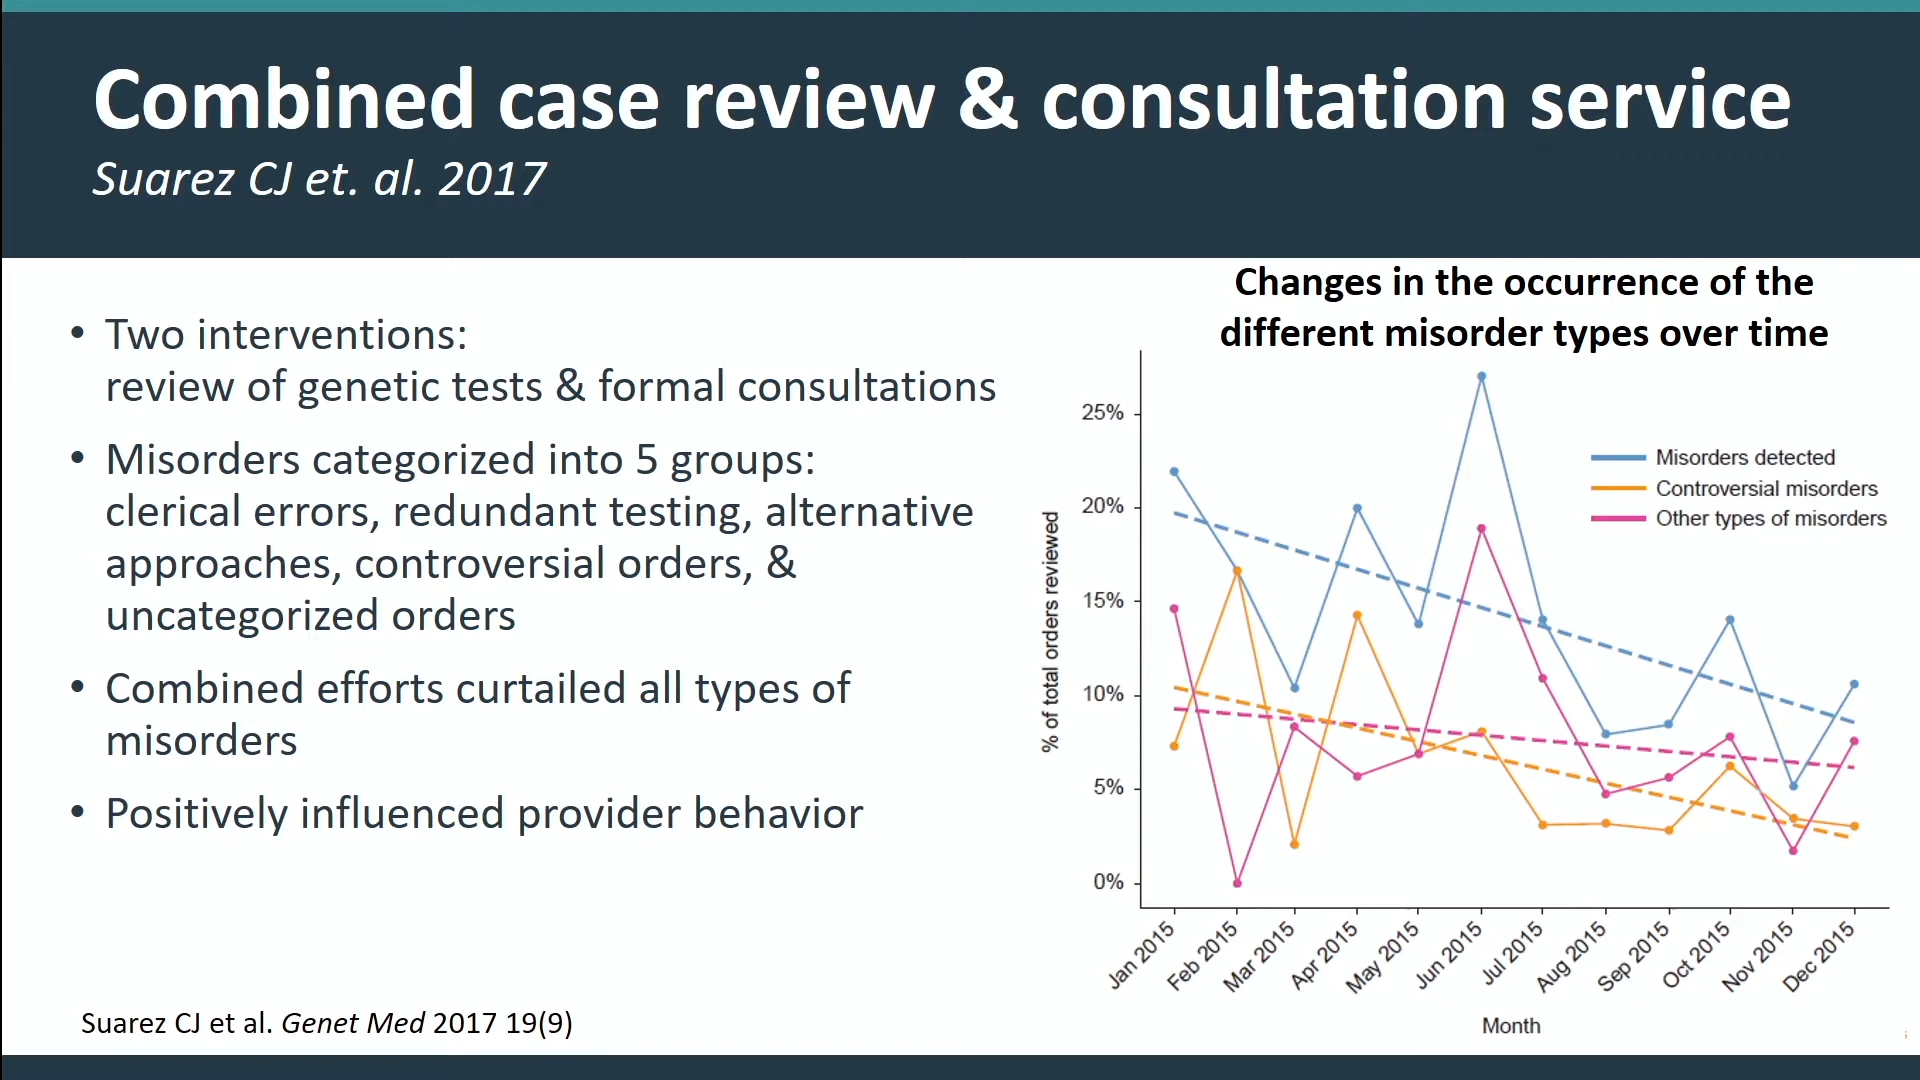 Combined case review & consultation service
Suarez CJ et. al. 2017
• Two interventions:
review of genetic tests & formal consultations
• Misorders categorized into 5 groups:
clerical errors, redundant testing, alternative
approaches, controversial orders, &
uncategorized orders
• Combined efforts curtailed all types of
misorders
• Positively influenced provider behavior
Suarez CJ et al. Genet Med 2017 19(9)
Changes in the occurrence of the
different misorder types over time
% of total orders reviewed
25%
20%
15%
10%
5%
0%
Misorders detected
Controversial misorders
Other types of misorders
Jan 2015
Feb 2015
Mar 2015
Apr 2015
May 2015
Jun 2015
Jul 2015
Aug 2015
Sep 2015
Oct 2015
Nov 2015
Dec 2015
Month